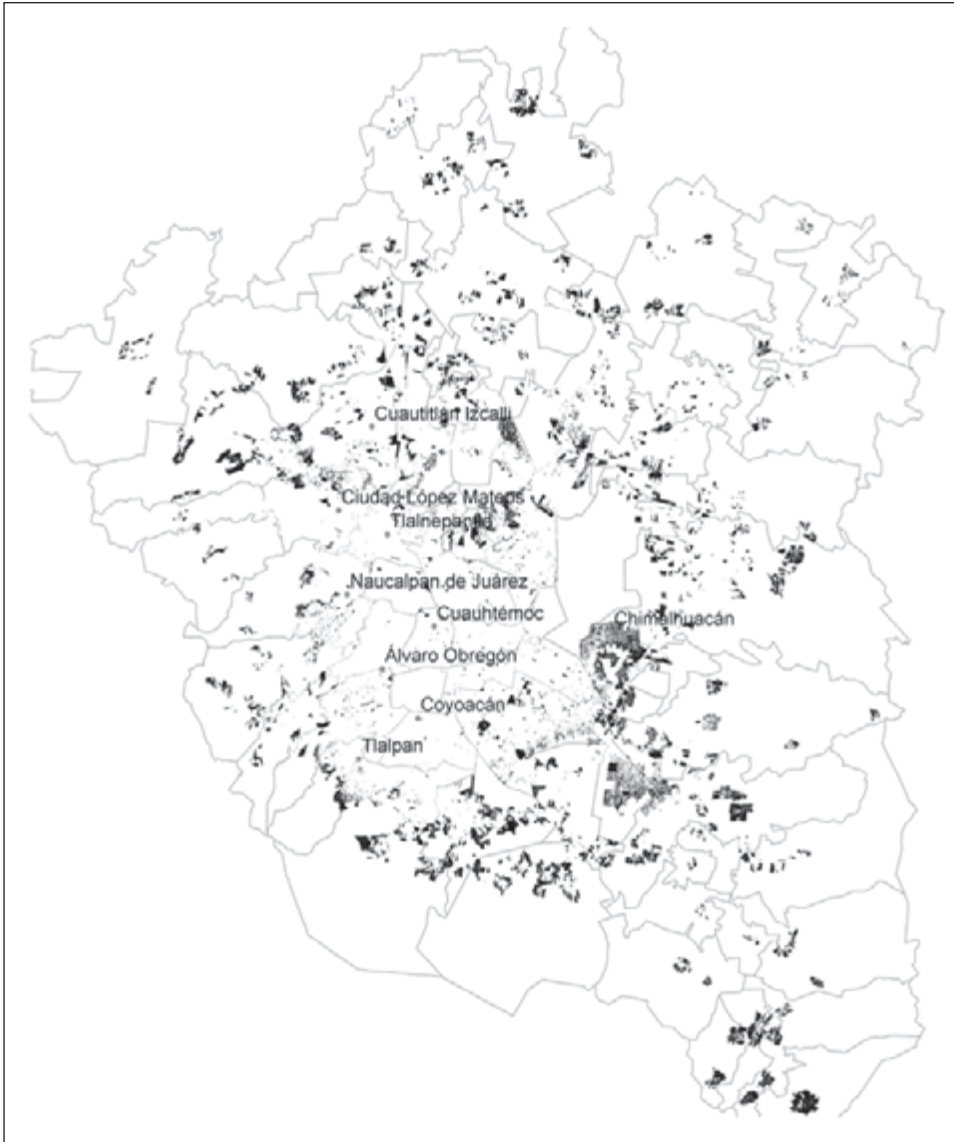 Cuautitlán Izcalli
Ciudad López Mateos
Tlalnepantla
Naucalpan de Juárez
Cuauhtémoc
Chimalhuacán
Álvaro Obregón
Coyoacán
Tlalpan